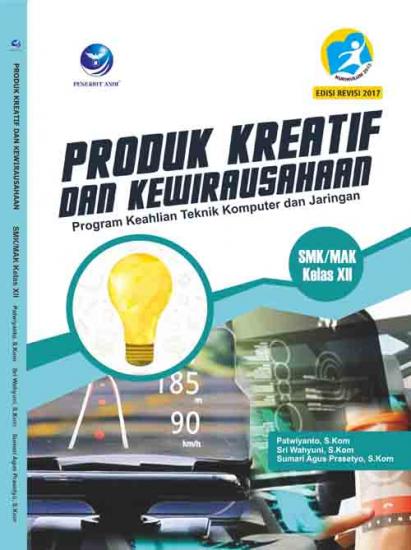 PENERBIT ANDI
KURIKULUM 2013
EDISI REVISI 2017
PRODUK KREATIF
DAN KEWIRAUSAHAAN
Program Keahlian Teknik Komputer dan Jaringan
SMK/MAK
Kelas XII
185
m
90
km/h
Patwiyanto, S.Kom
Sri Wahyuni, S.Kom
Sumari Agus Prasetyo, S.Kom
PRODUK KREATIF DAN KEWIRAUSAHAAN
SMK/MAK Kelas XII
Patwiyanto, S.Kom
Sri Wahyuni, S.Kom
Sumari Agus Prasetyo, S.Kom